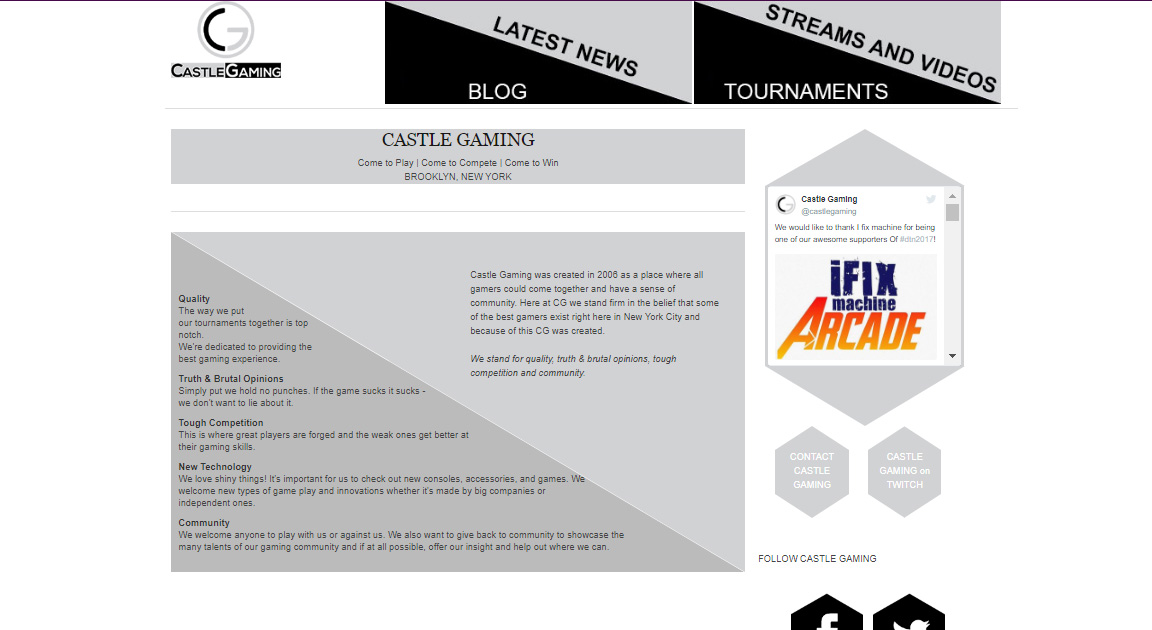 CASTLEGAMING
LATEST NEWS
BLOG
STREAMS AND VIDEOS
TOURNAMENTS
CASTLE GAMING
Come to Play | Come to Compete | Come to Win
BROOKLYN, NEW YORK
Castle Gaming was created in 2006 as a place where all
gamers could come together and have a sense of
community. Here at CG we stand firm in the belief that some
of the best gamers exist right here in New York City and
because of this CG was created.
We stand for quality, truth & brutal opinions, tough
competition and community.
Quality
The way we put
our tournaments together is top
notch.
We're dedicated to providing the
best gaming experience.
Truth & Brutal Opinions
Simply put we hold no punches. If the game sucks it sucks -
we don't want to lie about it.
Tough Competition
This is where great players are forged and the weak ones get better at
their gaming skills.
New Technology
We love shiny things! It's important for us to check out new consoles, accessories, and games. We
welcome new types of game play and innovations whether it's made by big companies or
independent ones.
Community
We welcome anyone to play with us or against us. We also want to give back to community to showcase the
many talents of our gaming community and if at all possible, offer our insight and help out where we can.
Castle Gaming
@castlegaming
We would like to thank I fix machine for being
one of our awesome supporters Of #dtn2017!
iFIX
machine
ARCADE
CONTACT
CASTLE
GAMING
CASTLE
GAMING on
TWITCH
FOLLOW CASTLE GAMING